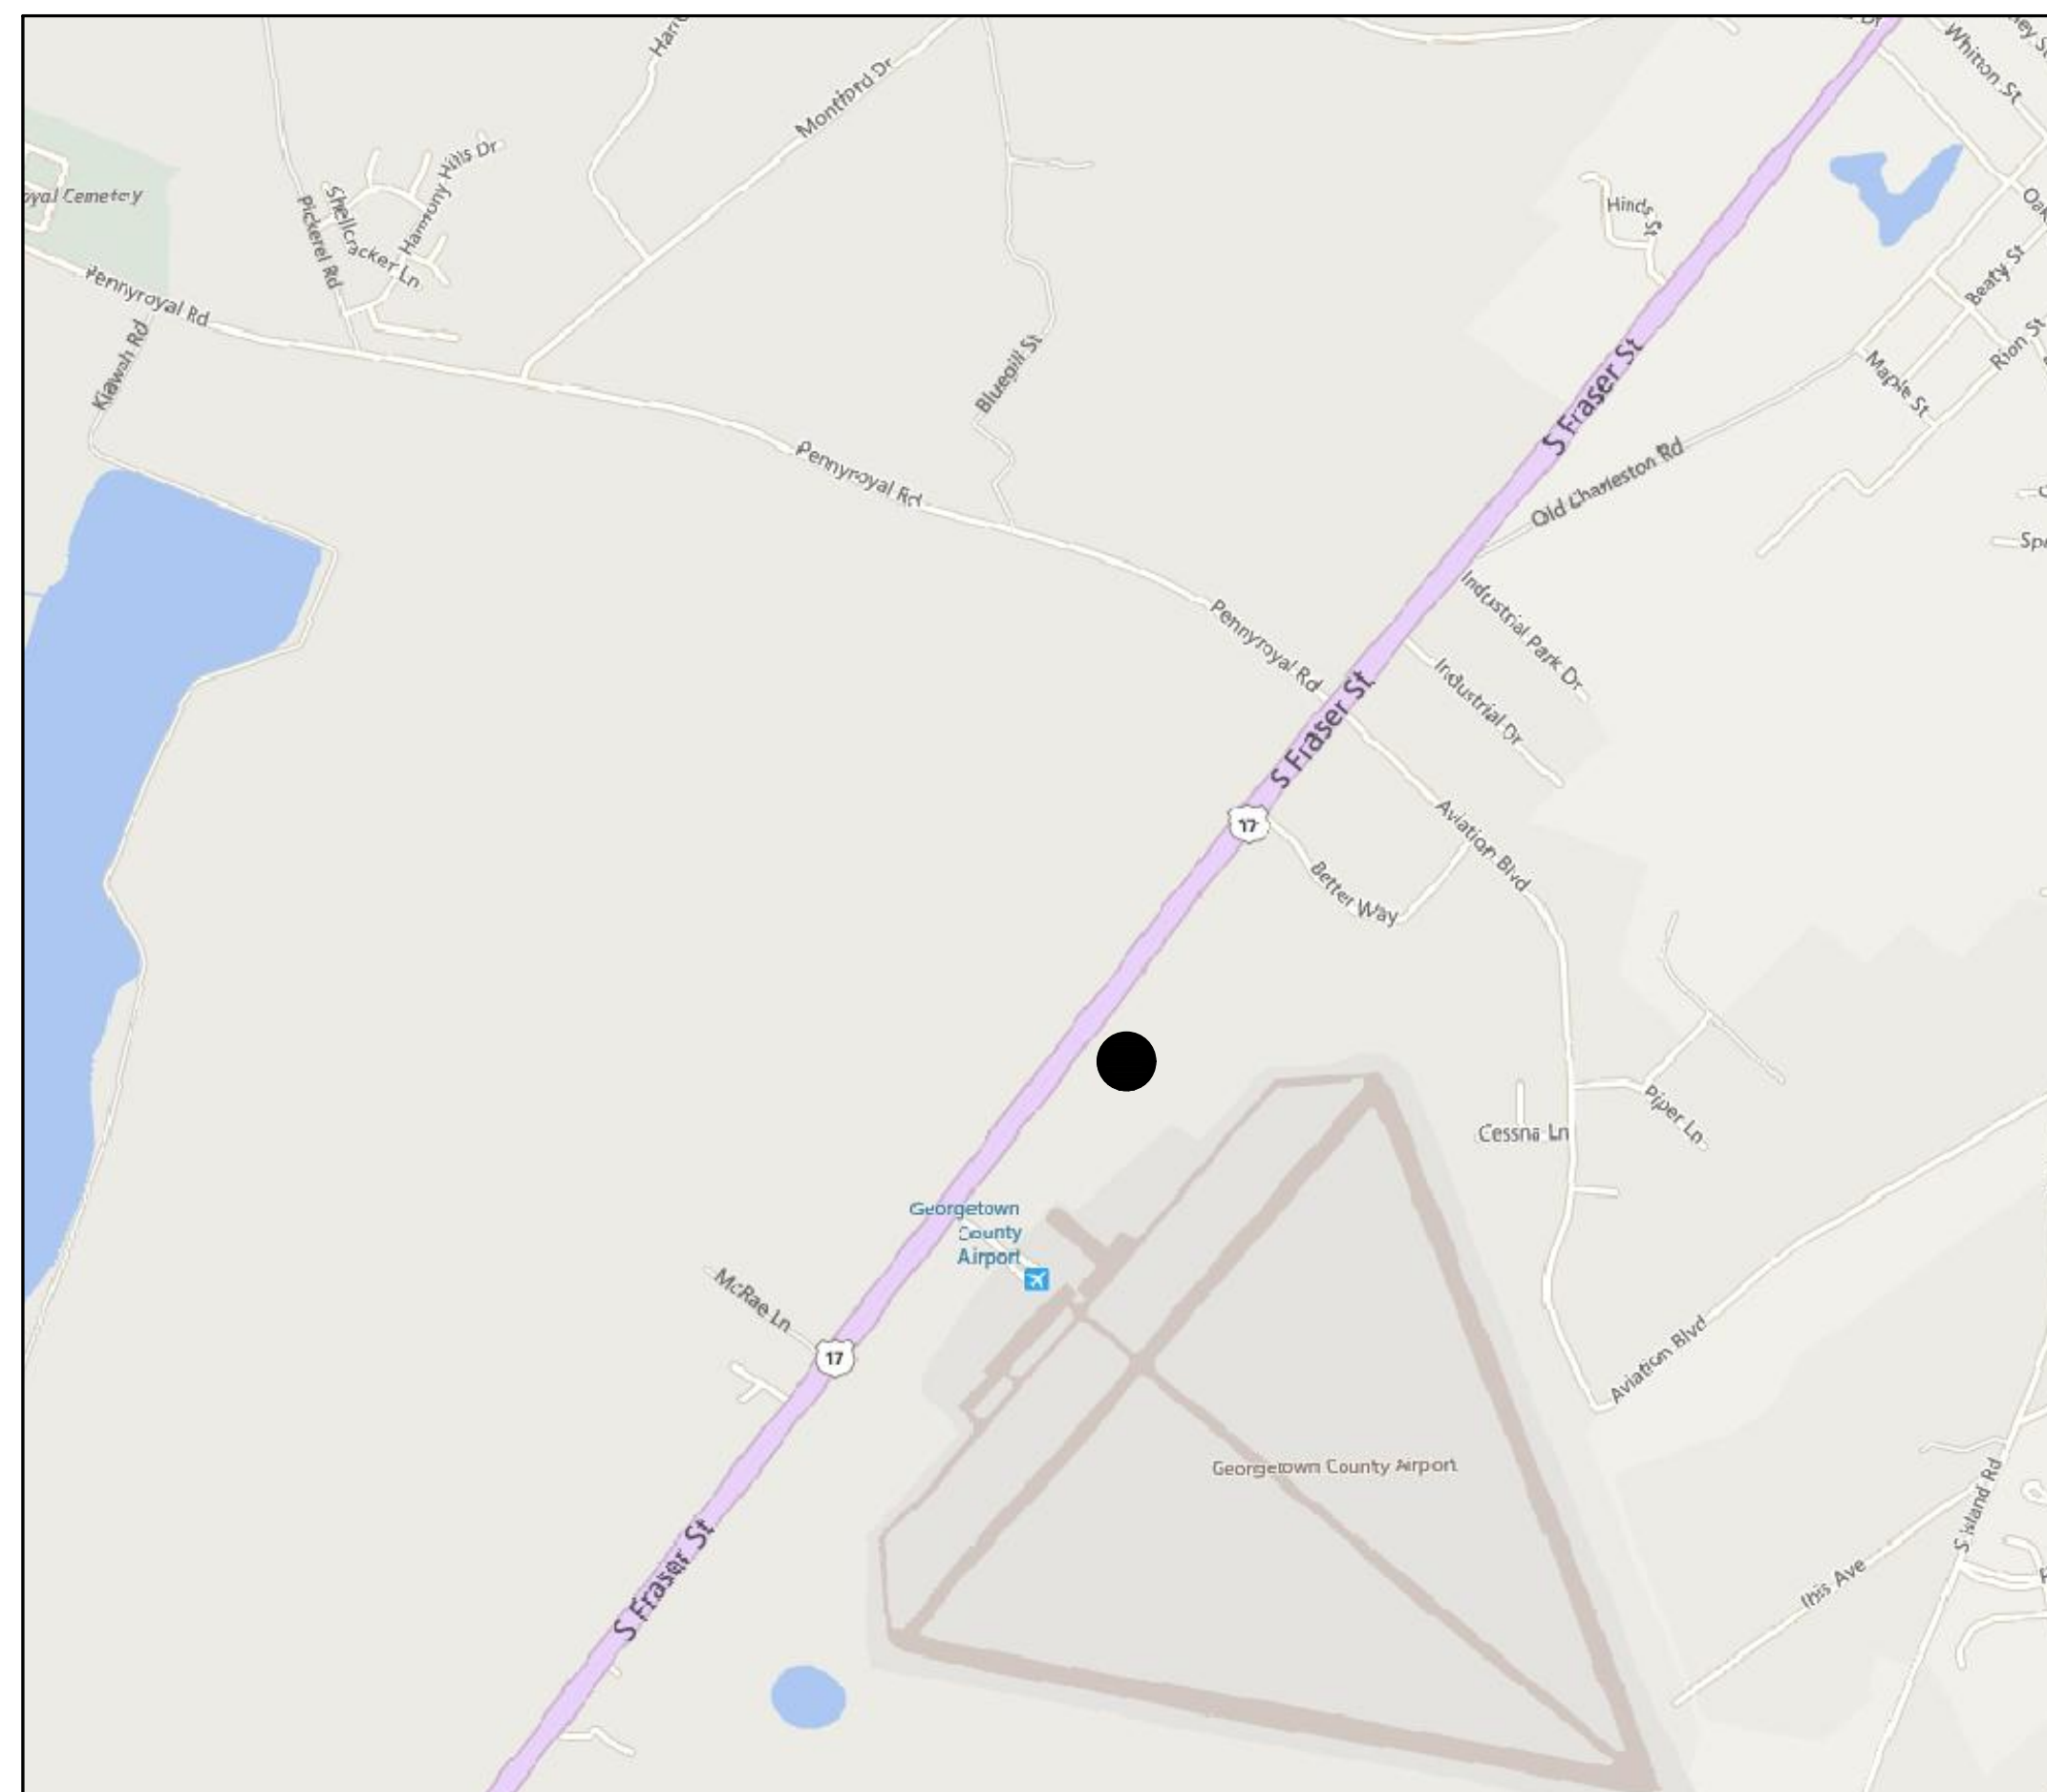 Montford Dr
Whitton St
Harmony Hills Dr
Shellcracker Ln
Pickerel Rd
Hinds St
Pennyroyal Rd
Kiawah Rd
Bluegill St
Beaty St
Rion St
Maple St
S Fraser St
Old Charleston Rd
Pennyroyal Rd
Industrial Park Dr
Pennyroyal Rd
Industrial Dr
S Fraser St
17
Aviation Blvd
Better Way
Piper Ln
Cessna Ln
Georgetown
County
Airport
McRae Ln
17
Aviation Blvd
Georgetown County Airport
S Island Rd
S Fraser St
Ibis Ave